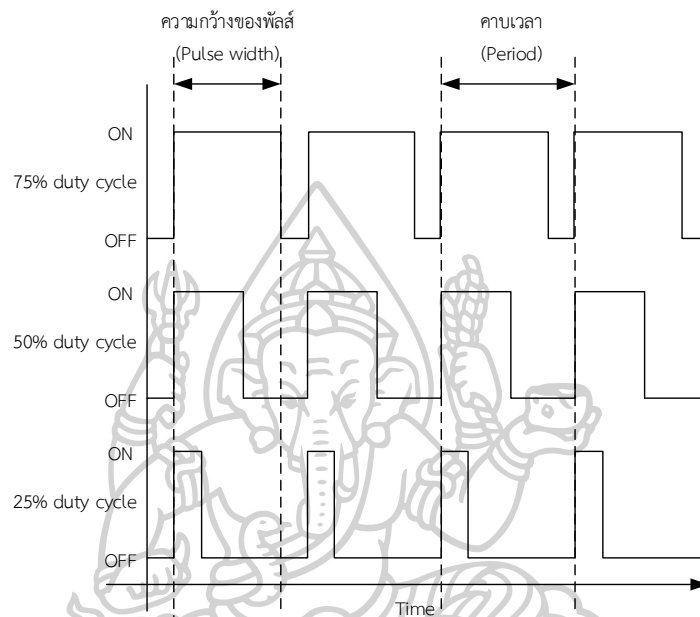 ความกว้างของพัลส์
(Pulse width)
คาบเวลา
(Period)
ON
75% duty cycle
OFF
ON
50% duty cycle
OFF
ON
25% duty cycle
OFF
Time